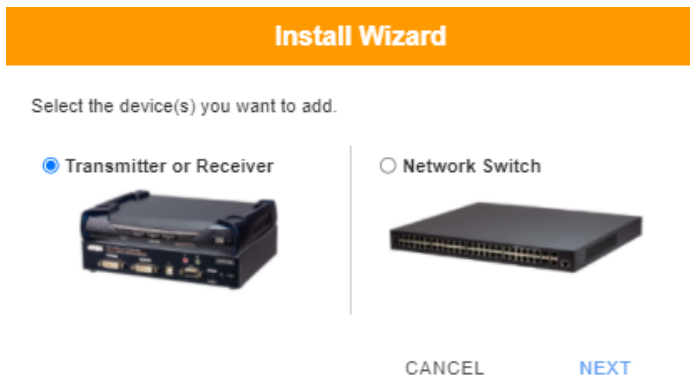 Install Wizard
Select the device(s) you want to add.
Transmitter or Receiver
Network Switch
CANCEL
NEXT